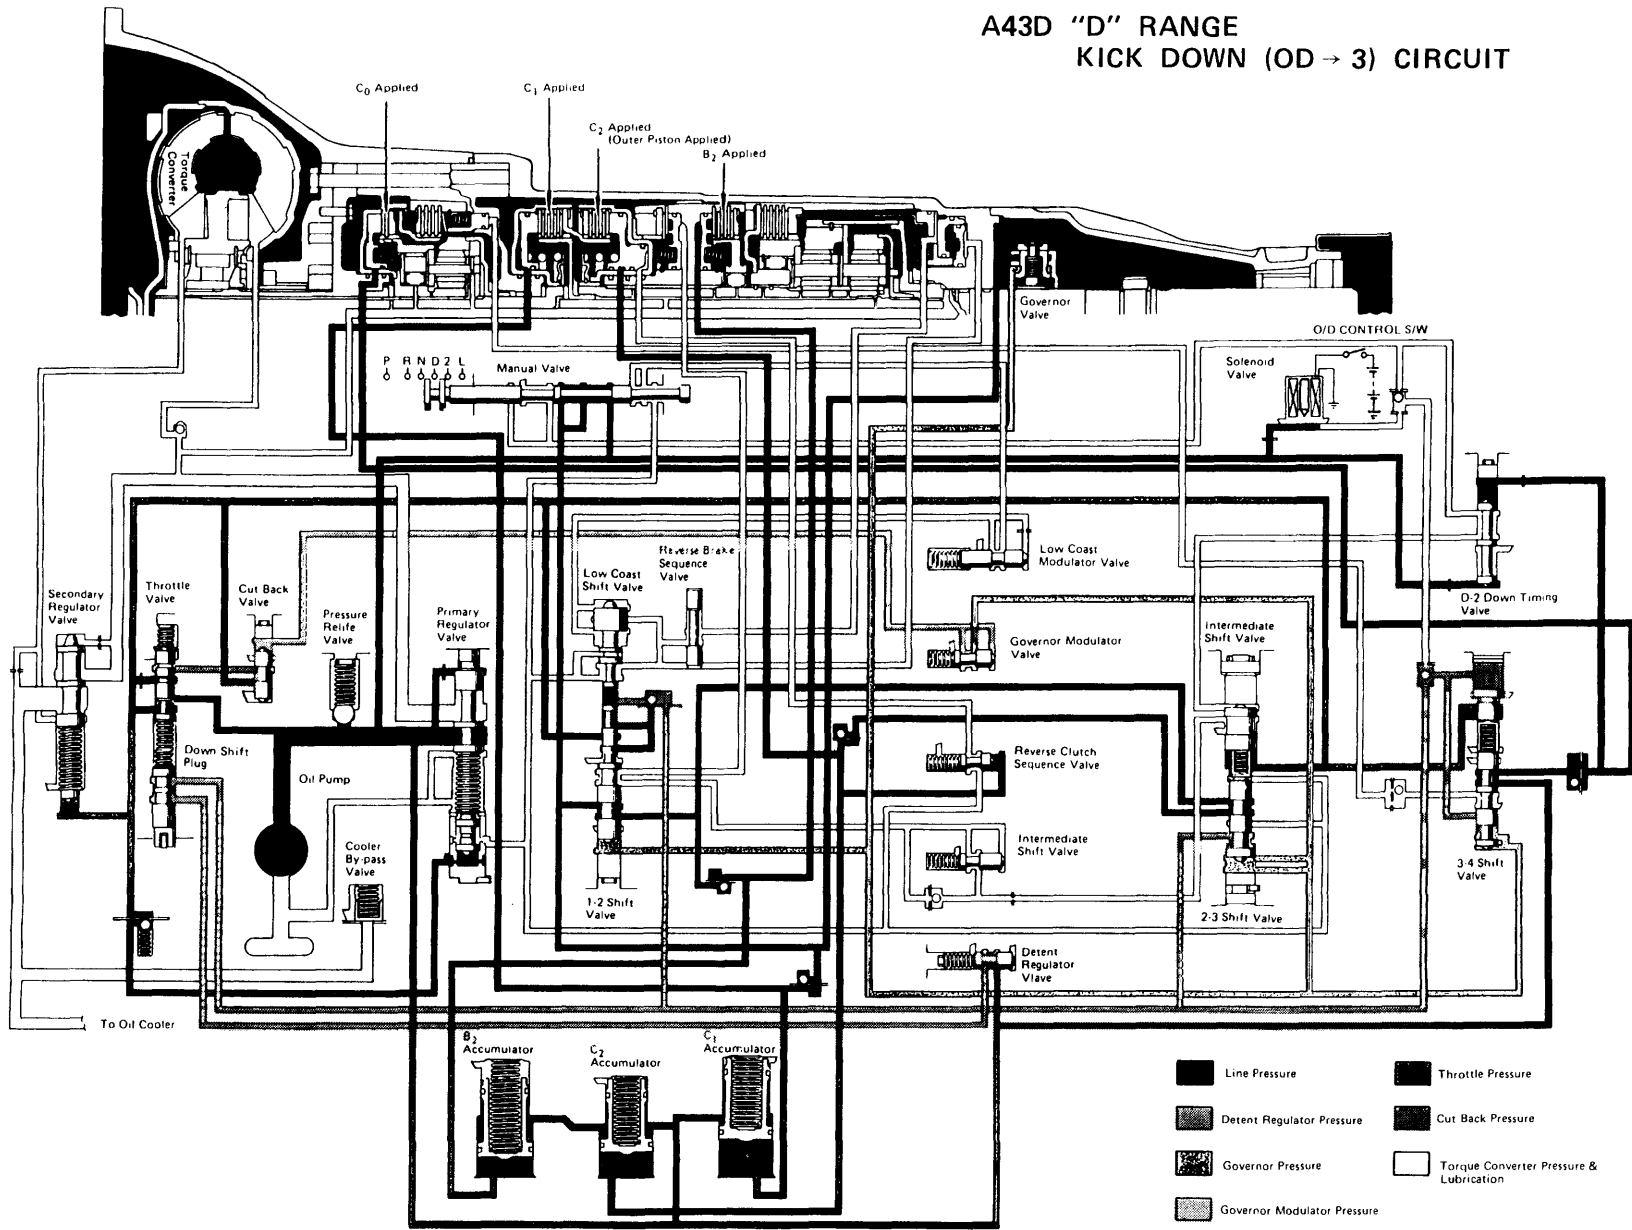 A43D "D" RANGE
KICK DOWN (OD → 3) CIRCUIT
C0 Applied
C1 Applied
C2 Applied
(Outer Piston Applied)
B2 Applied
Torque
Converter
Governor
Valve
O/D CONTROL S/W
Solenoid
Valve
P R N D 2 L
Manual Valve
Secondary
Regulator
Valve
Throttle
Valve
Cut Back
Valve
Pressure
Relife
Valve
Primary
Regulator
Valve
Low Coast
Shift Valve
Reverse Brake
Sequence
Valve
Low Coast
Modulator Valve
D-2 Down Timing
Valve
Governor Modulator
Valve
Intermediate
Shift Valve
Down Shift
Plug
Oil Pump
Reverse Clutch
Sequence Valve
Cooler
By-pass
Valve
Intermediate
Shift Valve
3-4 Shift
Valve
1-2 Shift
Valve
2-3 Shift Valve
Detent
Regulator
Vlave
To Oil Cooler
B2
Accumulator
C2
Accumulator
C1
Accumulator
Line Pressure
Throttle Pressure
Detent Regulator Pressure
Cut Back Pressure
Governor Pressure
Torque Converter Pressure &
Lubrication
Governor Modulator Pressure